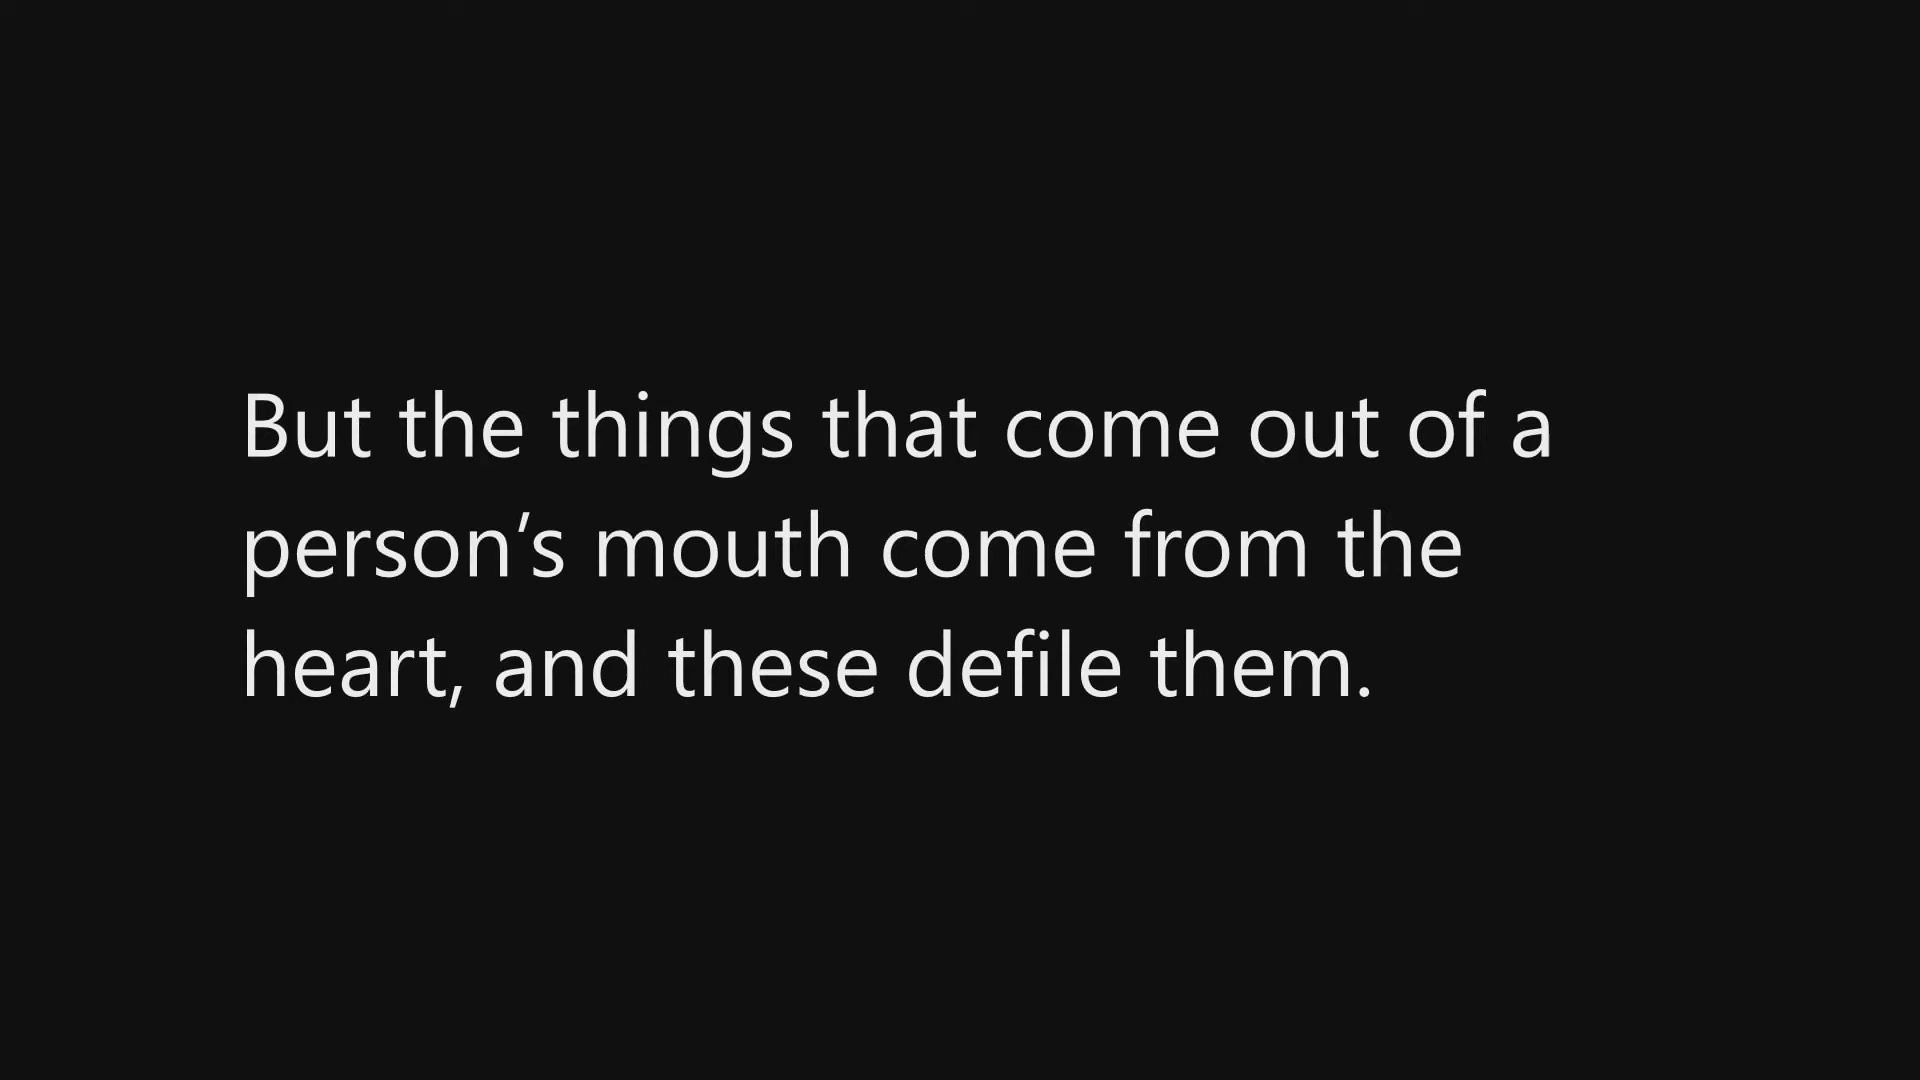 But the things that come out of a
person’s mouth come from the
heart, and these defile them.